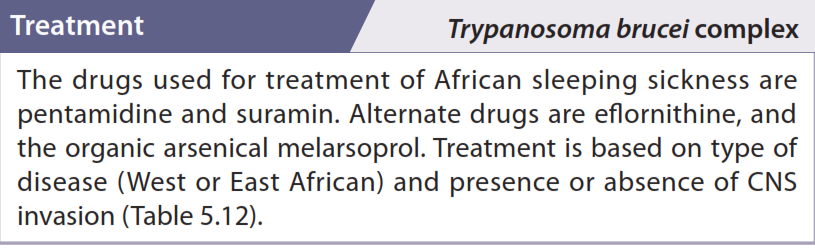 Treatment
Trypanosoma brucei complex
The drugs used for treatment of African sleeping sickness are
pentamidine and suramin. Alternate drugs are eflornithine, and
the organic arsenical melarsoprol. Treatment is based on type of
disease (West or East African) and presence or absence of CNS
invasion (Table 5.12).